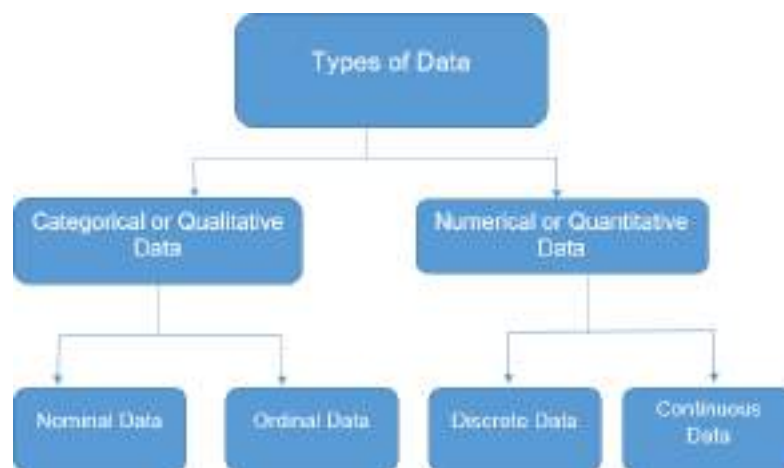 Types of Data
Categorical or Qualitative
Data
Numerical or Quantitative
Data
Nominal Data
Ordinal Data
Discrete Data
Continuous
Data